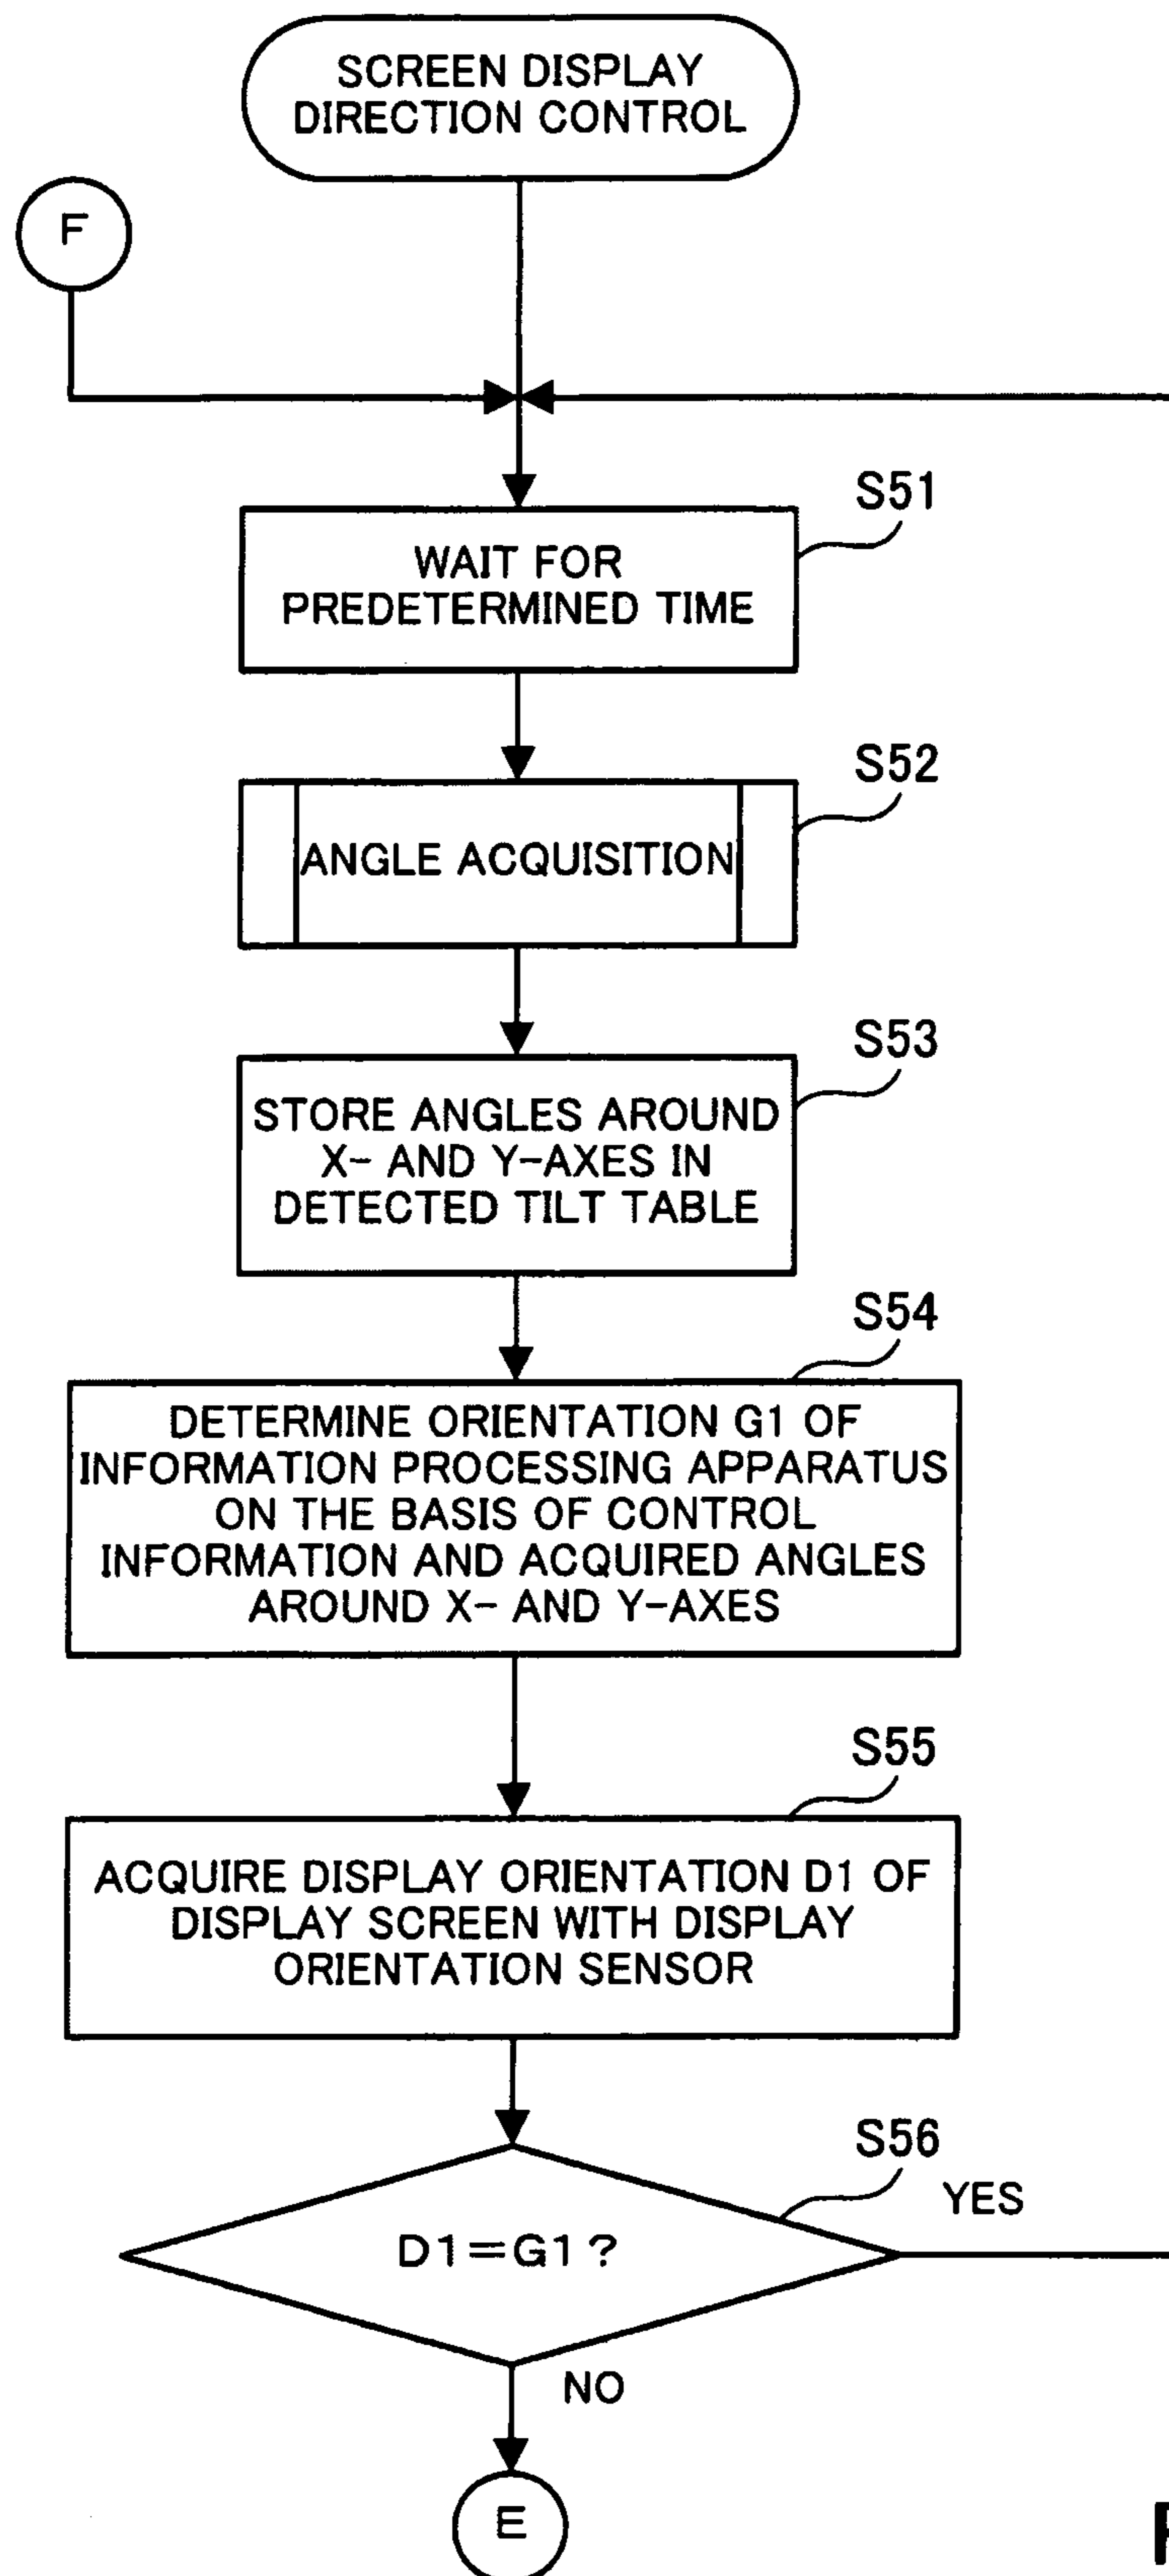 SCREEN DISPLAY
DIRECTION CONTROL
F
S51
WAIT FOR
PREDETERMINED TIME
S52
ANGLE ACQUISITION
S53
STORE ANGLES AROUND
X- AND Y-AXES IN
DETECTED TILT TABLE
S54
DETERMINE ORIENTATION G1 OF
INFORMATION PROCESSING APPARATUS
ON THE BASIS OF CONTROL
INFORMATION AND ACQUIRED ANGLES
AROUND X- AND Y-AXES
S55
ACQUIRE DISPLAY ORIENTATION D1 OF
DISPLAY SCREEN WITH DISPLAY
ORIENTATION SENSOR
S56
YES
D1=G1?
NO
E